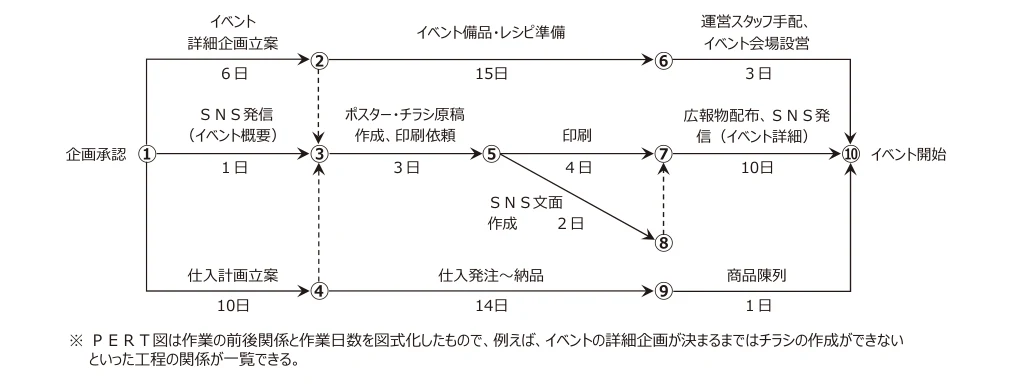 イベント
詳細企画立案
6日
イベント備品・レシピ準備
15日
運営スタッフ手配、
イベント会場設営
3日
②
⑥
ＳＮＳ発信
（イベント概要）
1日
ポスター・チラシ原稿
作成、印刷依頼
3日
印刷
4日
広報物配布、ＳＮＳ発
信（イベント詳細）
10日
企画承認
①
③
⑤
⑦
⑩
イベント開始
ＳＮＳ文面
作成
2日
⑧
仕入計画立案
10日
④
仕入発注～納品
14日
⑨
商品陳列
1日
※ ＰＥＲＴ図は作業の前後関係と作業日数を図式化したもので、例えば、イベントの詳細企画が決まるまではチラシの作成ができない
といった工程の関係が一覧できる。